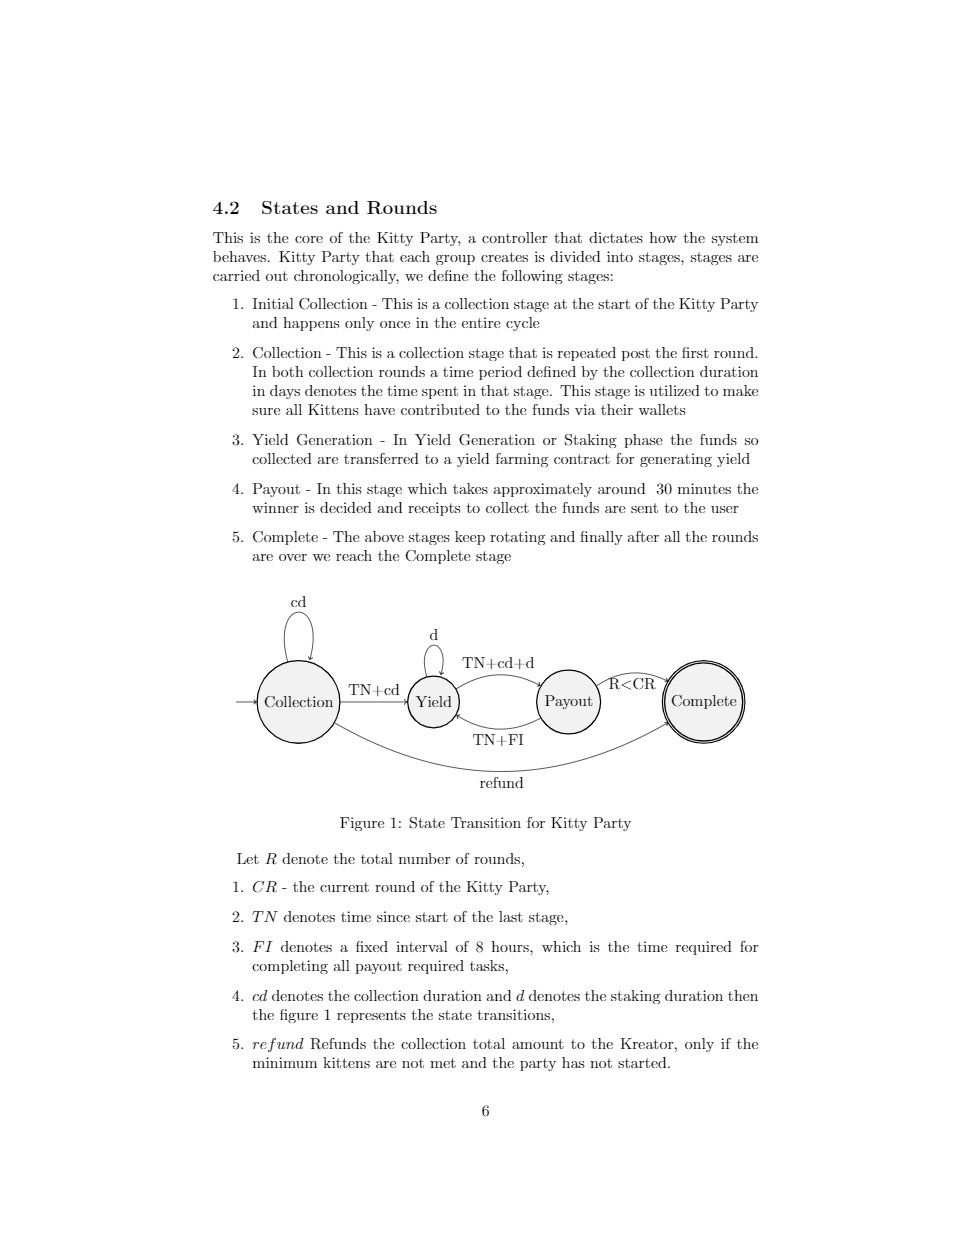 4.2 States and Rounds
This is the core of the Kitty Party, a controller that dictates how the system
behaves. Kitty Party that each group creates is divided into stages, stages are
carried out chronologically, we define the following stages:
1. Initial Collection - This is a collection stage at the start of the Kitty Party
and happens only once in the entire cycle
2. Collection - This is a collection stage that is repeated post the first round.
In both collection rounds a time period defined by the collection duration
in days denotes the time spent in that stage. This stage is utilized to make
sure all Kittens have contributed to the funds via their wallets
3. Yield Generation - In Yield Generation or Staking phase the funds so
collected are transferred to a yield farming contract for generating yield
4. Payout - In this stage which takes approximately around 30 minutes the
winner is decided and receipts to collect the funds are sent to the user
5. Complete - The above stages keep rotating and finally after all the rounds
are over we reach the Complete stage
cd
d
TN+cd+d
TN+cd
R<CR
Collection
Yield
Payout
Complete
TN+FI
refund
Figure 1: State Transition for Kitty Party
Let R denote the total number of rounds,
1. CR - the current round of the Kitty Party,
2. TN denotes time since start of the last stage,
3. FI denotes a fixed interval of 8 hours, which is the time required for
completing all payout required tasks,
4. cd denotes the collection duration and d denotes the staking duration then
the figure 1 represents the state transitions,
5. refund Refunds the collection total amount to the Kreator, only if the
minimum kittens are not met and the party has not started.
6